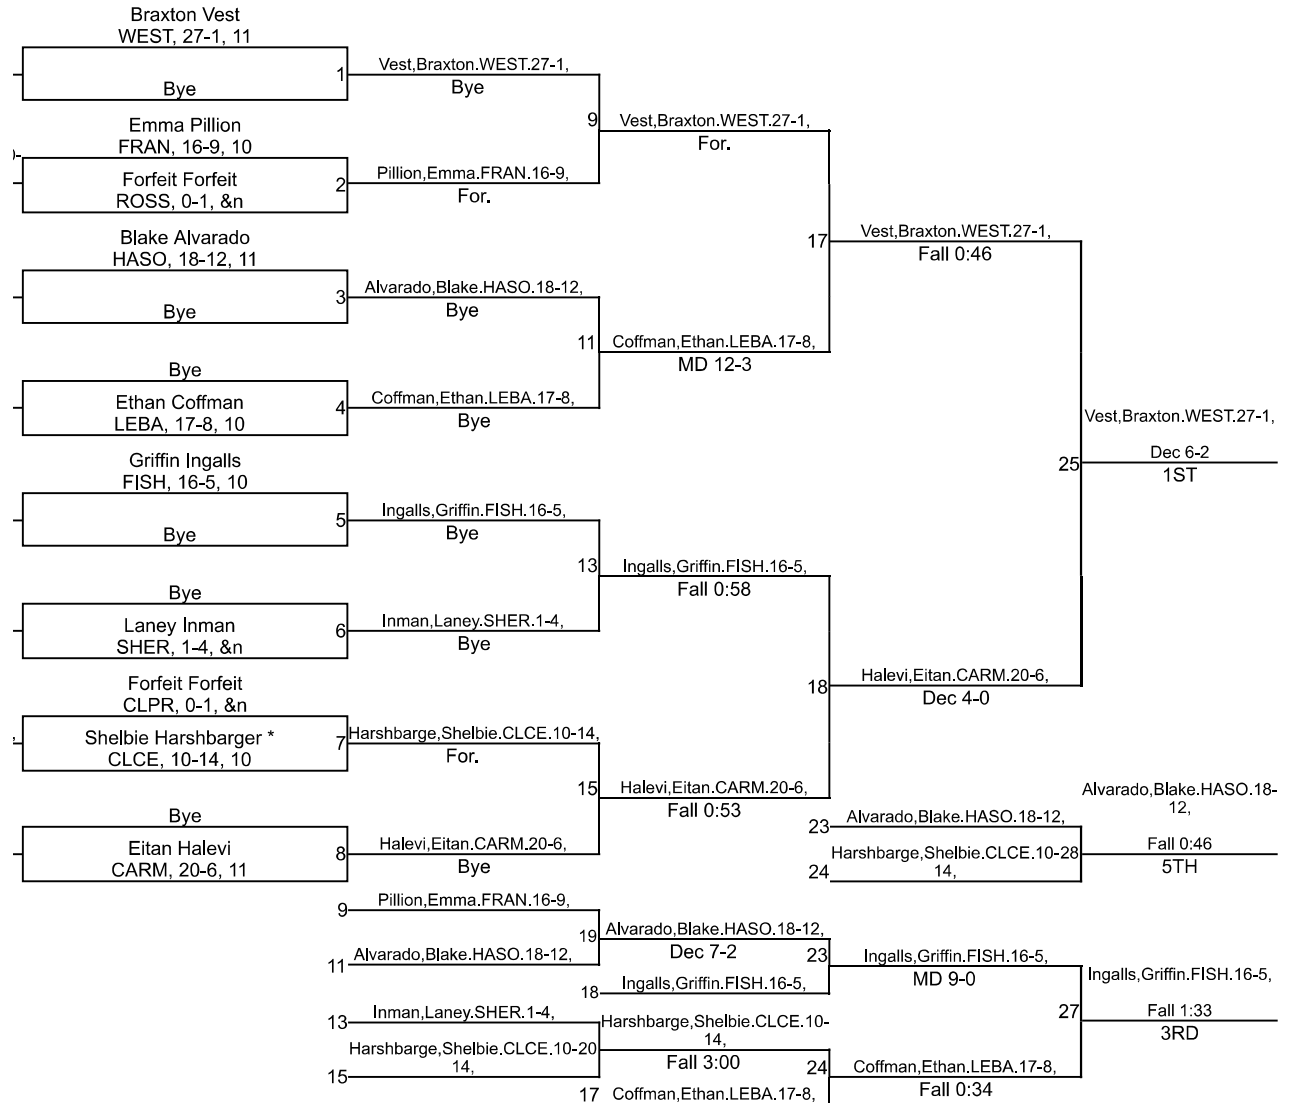 Braxton Vest
WEST, 27-1, 11
1
Bye
Vest,Braxton.WEST.27-1,
Bye
Emma Pillion
FRAN, 16-9, 10
Forfeit Forfeit
ROSS, 0-1, &n
2
Pillion,Emma.FRAN.16-9,
For.
9
Vest,Braxton.WEST.27-1,
For.
Blake Alvarado
HASO, 18-12, 11
3
Bye
Alvarado,Blake.HASO.18-12,
Bye
Bye
Ethan Coffman
LEBA, 17-8, 10
4
Coffman,Ethan.LEBA.17-8,
Bye
11
Coffman,Ethan.LEBA.17-8,
MD 12-3
17
Vest,Braxton.WEST.27-1,
Fall 0:46
Griffin Ingalls
FISH, 16-5, 10
5
Bye
Ingalls,Griffin.FISH.16-5,
Bye
Bye
Laney Inman
SHER, 1-4, &n
6
Inman,Laney.SHER.1-4,
Bye
13
Ingalls,Griffin.FISH.16-5,
Fall 0:58
Forfeit Forfeit
CLPR, 0-1, &n
Shelbie Harshbarger *
CLCE, 10-14, 10
7
Harshbarge,Shelbie.CLCE.10-14,
For.
Bye
Eitan Halevi
CARM, 20-6, 11
8
Halevi,Eitan.CARM.20-6,
Bye
15
Halevi,Eitan.CARM.20-6,
Fall 0:53
18
Halevi,Eitan.CARM.20-6,
Dec 4-0
25
Vest,Braxton.WEST.27-1,
Dec 6-2
1ST
23
Alvarado,Blake.HASO.18-12,
24
Harshbarge,Shelbie.CLCE.10-28
14,
Alvarado,Blake.HASO.18-
12,
Fall 0:46
5TH
9
Pillion,Emma.FRAN.16-9,
11
Alvarado,Blake.HASO.18-12,
19
Alvarado,Blake.HASO.18-12,
Dec 7-2
18
Ingalls,Griffin.FISH.16-5,
23
Ingalls,Griffin.FISH.16-5,
MD 9-0
13
Inman,Laney.SHER.1-4,
15
Harshbarge,Shelbie.CLCE.10-20
14,
Harshbarge,Shelbie.CLCE.10-
14,
Fall 3:00
17
Coffman,Ethan.LEBA.17-8,
24
Coffman,Ethan.LEBA.17-8,
Fall 0:34
27
Ingalls,Griffin.FISH.16-5,
Fall 1:33
3RD